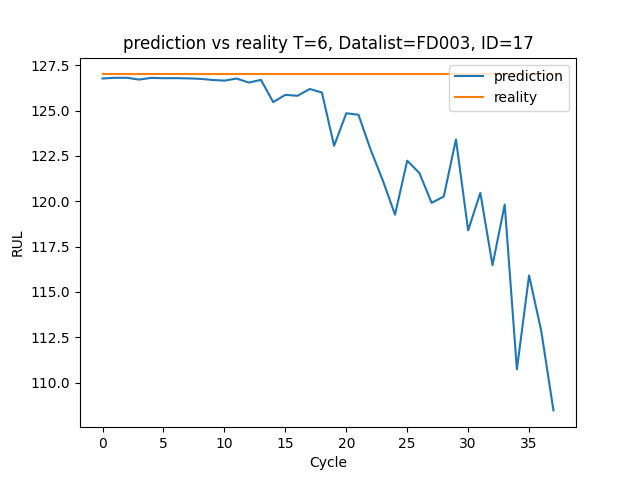 prediction vs reality T=6, Datalist=FD003, ID=17
127.5
125.0
122.5
120.0
117.5
115.0
112.5
110.0
RUL
prediction
reality
0 5 10 15 20 25 30 35
Cycle